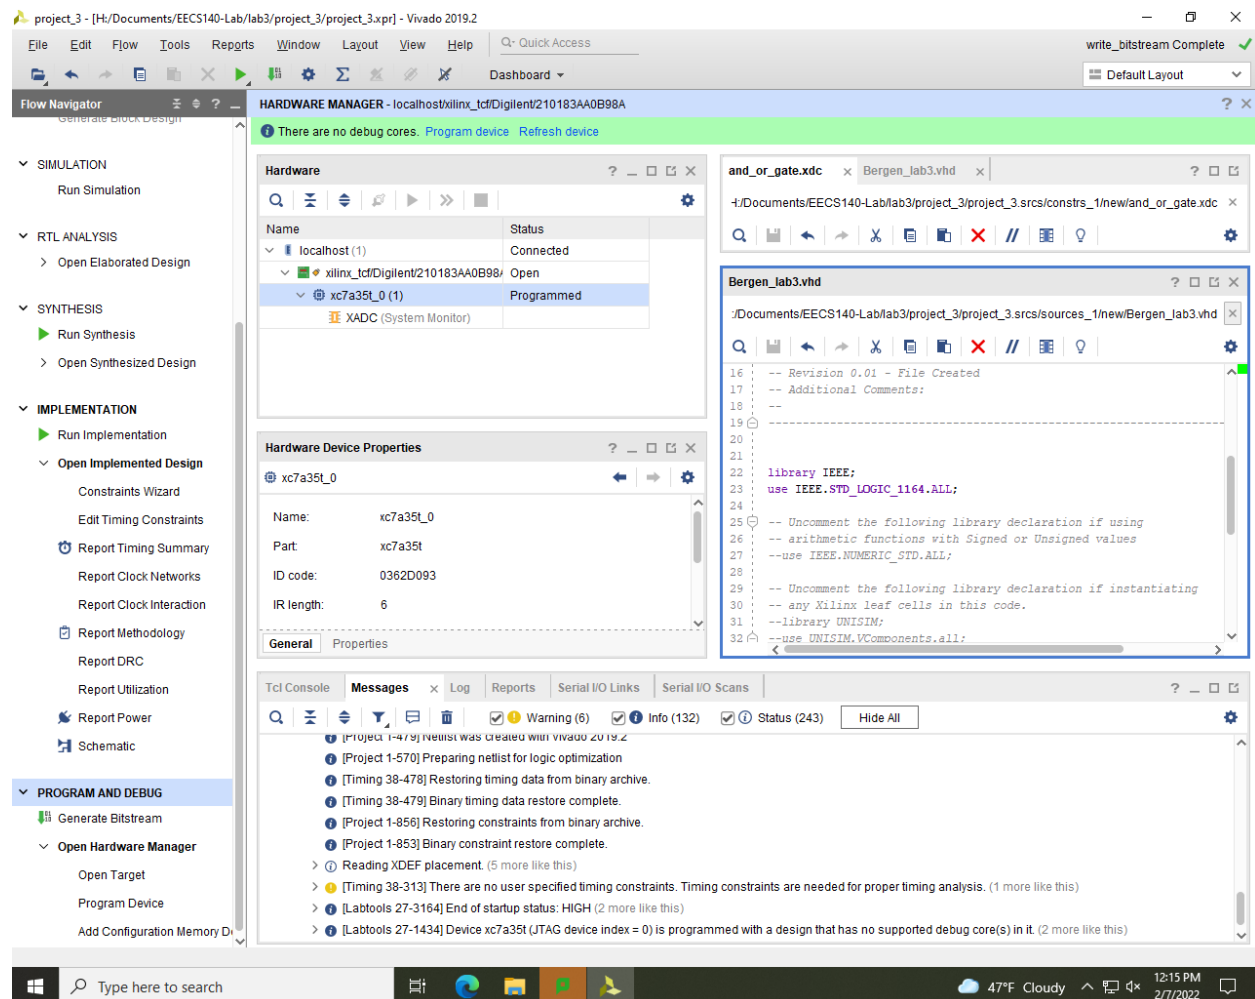 project_3 - [H:/Documents/EECS140-Lab/lab3/project_3/project_3.xpr] - Vivado 2019.2
File Edit Flow Tools Reports Window Layout View Help Q- Quick Access
write_bitstream Complete
Dashboard
Default Layout
Flow Navigator
Generate Block Design
SIMULATION
Run Simulation
RTL ANALYSIS
Open Elaborated Design
SYNTHESIS
Run Synthesis
Open Synthesized Design
IMPLEMENTATION
Run Implementation
Open Implemented Design
Constraints Wizard
Edit Timing Constraints
Report Timing Summary
Report Clock Networks
Report Clock Interaction
Report Methodology
Report DRC
Report Utilization
Report Power
Schematic
PROGRAM AND DEBUG
Generate Bitstream
Open Hardware Manager
Open Target
Program Device
Add Configuration Memory D
HARDWARE MANAGER - localhost/xilinx_tcf/Digilent/210183AA0B98A
There are no debug cores. Program device Refresh device
Hardware
Name Status
localhost (1) Connected
xilinx_tcf/Digilent/210183AA0B98A Open
xc7a35t_0 (1) Programmed
XADC (System Monitor)
Hardware Device Properties
xc7a35t_0
Name: xc7a35t_0
Part: xc7a35t
ID code: 0362D093
IR length: 6
General Properties
and_or_gate.xdc Bergen_lab3.vhd
H:/Documents/EECS140-Lab/lab3/project_3/project_3.srcs/constrs_1/new/and_or_gate.xdc
Bergen_lab3.vhd
:/Documents/EECS140-Lab/lab3/project_3/project_3.srcs/sources_1/new/Bergen_lab3.vhd
16 -- Revision 0.01 - File Created
17 -- Additional Comments:
18 --
19 ----------------------------------------------------------------------------------
20
21
22 library IEEE;
23 use IEEE.STD_LOGIC_1164.ALL;
24
25 -- Uncomment the following library declaration if using
26 -- arithmetic functions with Signed or Unsigned values
27 --use IEEE.NUMERIC_STD.ALL;
28
29 -- Uncomment the following library declaration if instantiating
30 -- any Xilinx leaf cells in this code.
31 --library UNISIM;
32 --use UNISIM.VComponents.all;
Tcl Console Messages Log Reports Serial I/O Links Serial I/O Scans
Warning (6) Info (132) Status (243) Hide All
[Project 1-479] Netlist was created with Vivado 2019.2
[Project 1-570] Preparing netlist for logic optimization
[Timing 38-478] Restoring timing data from binary archive.
[Timing 38-479] Binary timing data restore complete.
[Project 1-856] Restoring constraints from binary archive.
[Project 1-853] Binary constraint restore complete.
Reading XDEF placement. (5 more like this)
[Timing 38-313] There are no user specified timing constraints. Timing constraints are needed for proper timing analysis. (1 more like this)
[Labtools 27-3164] End of startup status: HIGH (2 more like this)
[Labtools 27-1434] Device xc7a35t (JTAG device index = 0) is programmed with a design that has no supported debug core(s) in it. (2 more like this)
Type here to search
47°F Cloudy
12:15 PM
2/7/2022